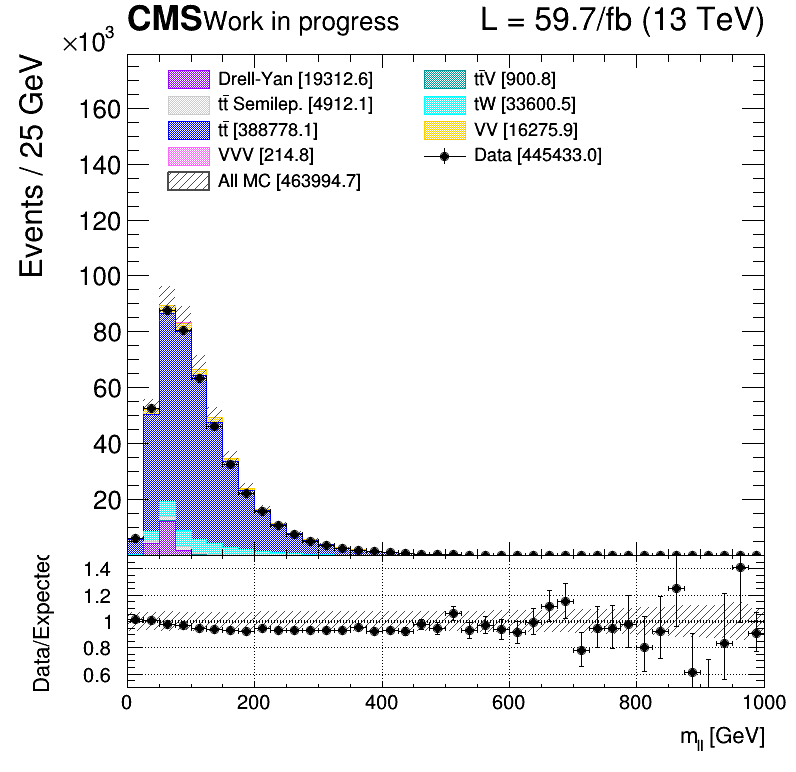 CMS Work in progress L = 59.7/fb (13 TeV)
×10³
Events / 25 GeV
Drell-Yan [19312.6]
tt̄ Semilep. [4912.1]
tt̄ [388778.1]
VVV [214.8]
All MC [463994.7]
tt̄V [900.8]
tW [33600.5]
VV [16275.9]
Data [445433.0]
160
140
120
100
80
60
40
20
Data/Expected
1.4
1.2
1
0.8
0.6
0 200 400 600 800 1000
m_ll [GeV]